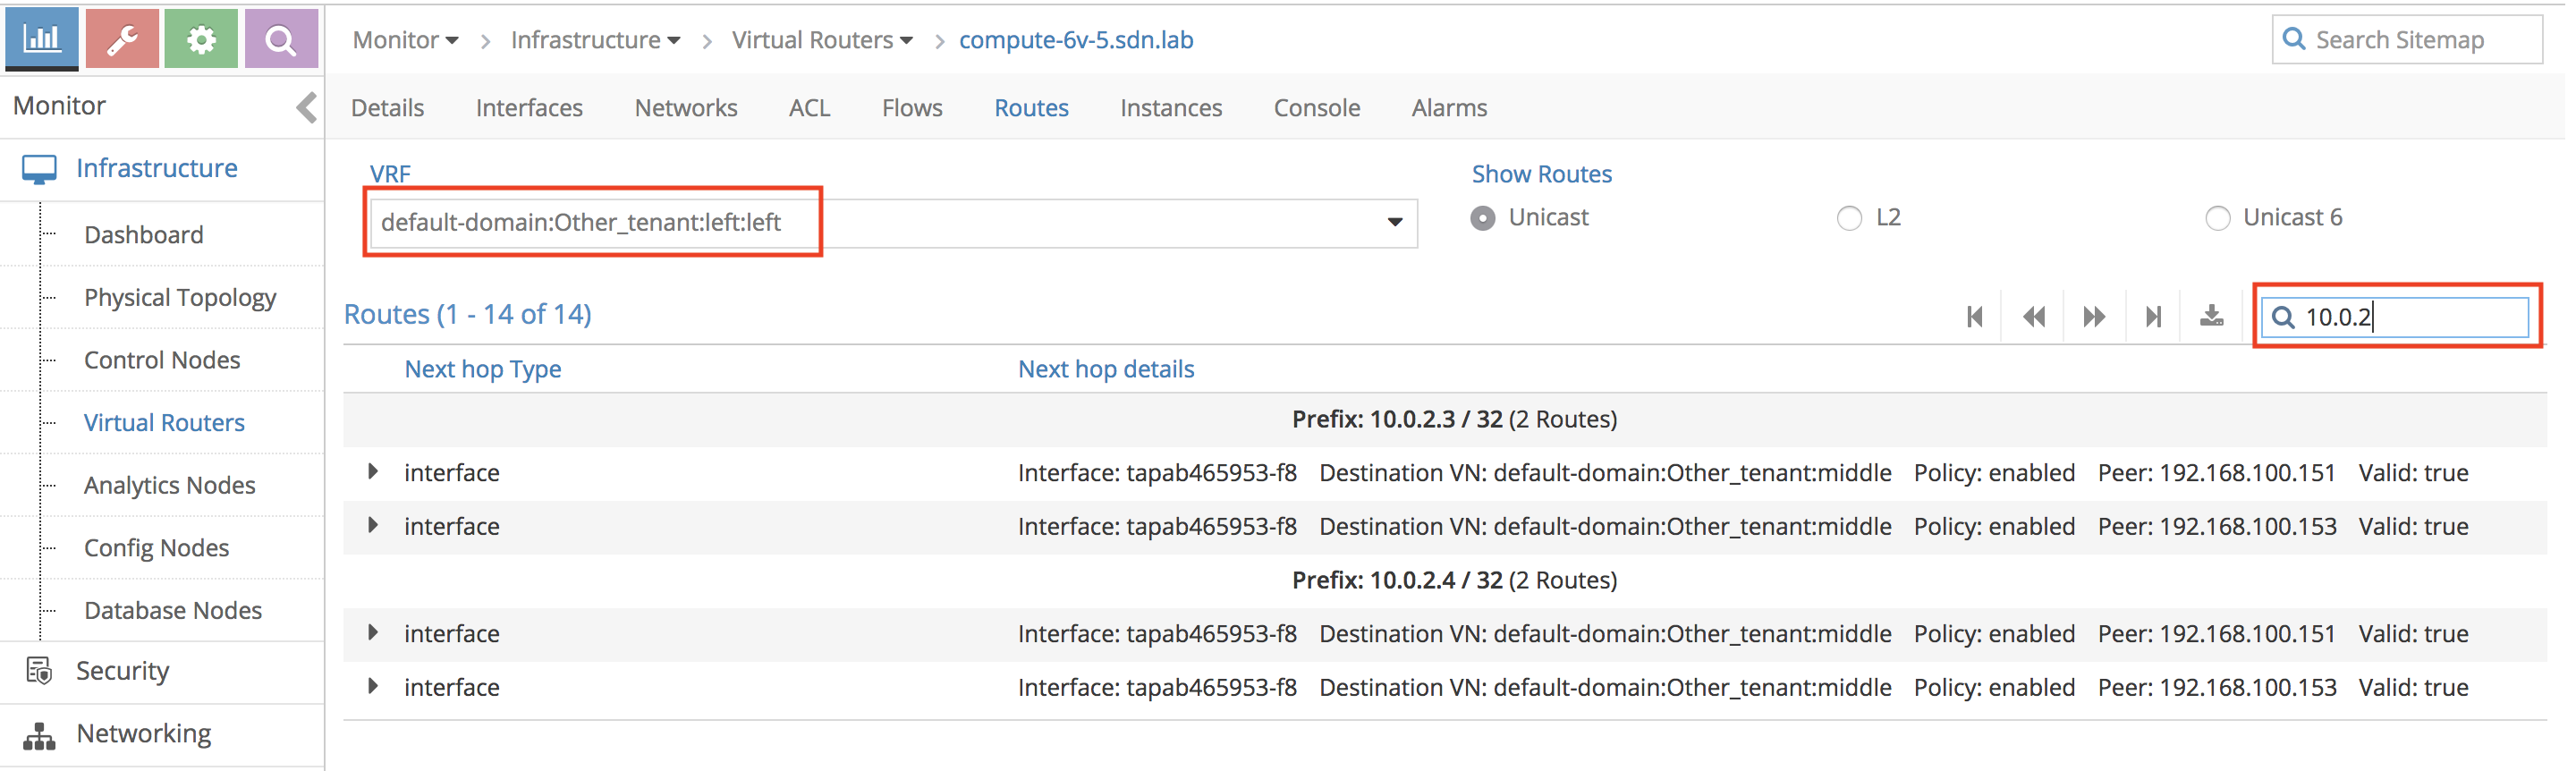 Monitor > Infrastructure > Virtual Routers > compute-6v-5.sdn.lab
Search Sitemap
Monitor
Details Interfaces Networks ACL Flows Routes Instances Console Alarms
Infrastructure
Dashboard
Physical Topology
Control Nodes
Virtual Routers
Analytics Nodes
Config Nodes
Database Nodes
Security
Networking
VRF
default-domain:Other_tenant:left:left
Show Routes
Unicast L2 Unicast 6
Routes (1 - 14 of 14)
10.0.2
Next hop Type Next hop details
Prefix: 10.0.2.3 / 32 (2 Routes)
interface Interface: tapab465953-f8 Destination VN: default-domain:Other_tenant:middle Policy: enabled Peer: 192.168.100.151 Valid: true
interface Interface: tapab465953-f8 Destination VN: default-domain:Other_tenant:middle Policy: enabled Peer: 192.168.100.153 Valid: true
Prefix: 10.0.2.4 / 32 (2 Routes)
interface Interface: tapab465953-f8 Destination VN: default-domain:Other_tenant:middle Policy: enabled Peer: 192.168.100.151 Valid: true
interface Interface: tapab465953-f8 Destination VN: default-domain:Other_tenant:middle Policy: enabled Peer: 192.168.100.153 Valid: true